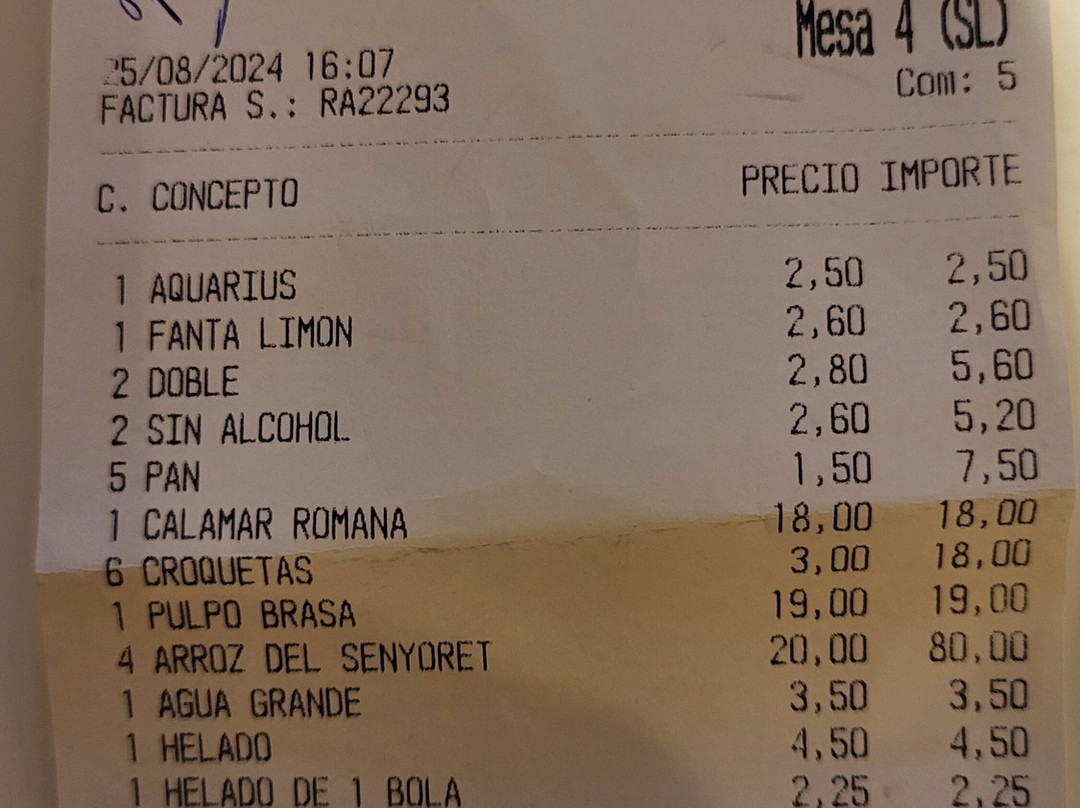 Mesa 4 (SL)
25/08/2024 16:07
Com: 5
FACTURA S.: RA22293
C. CONCEPTO PRECIO IMPORTE
1 AQUARIUS 2,50 2,50
1 FANTA LIMON 2,60 2,60
2 DOBLE 2,80 5,60
2 SIN ALCOHOL 2,60 5,20
5 PAN 1,50 7,50
1 CALAMAR ROMANA 18,00 18,00
6 CROQUETAS 3,00 18,00
1 PULPO BRASA 19,00 19,00
4 ARROZ DEL SENYORET 20,00 80,00
1 AGUA GRANDE 3,50 3,50
1 HELADO 4,50 4,50
1 HELADO DE 1 BOLA 2,25 2,25